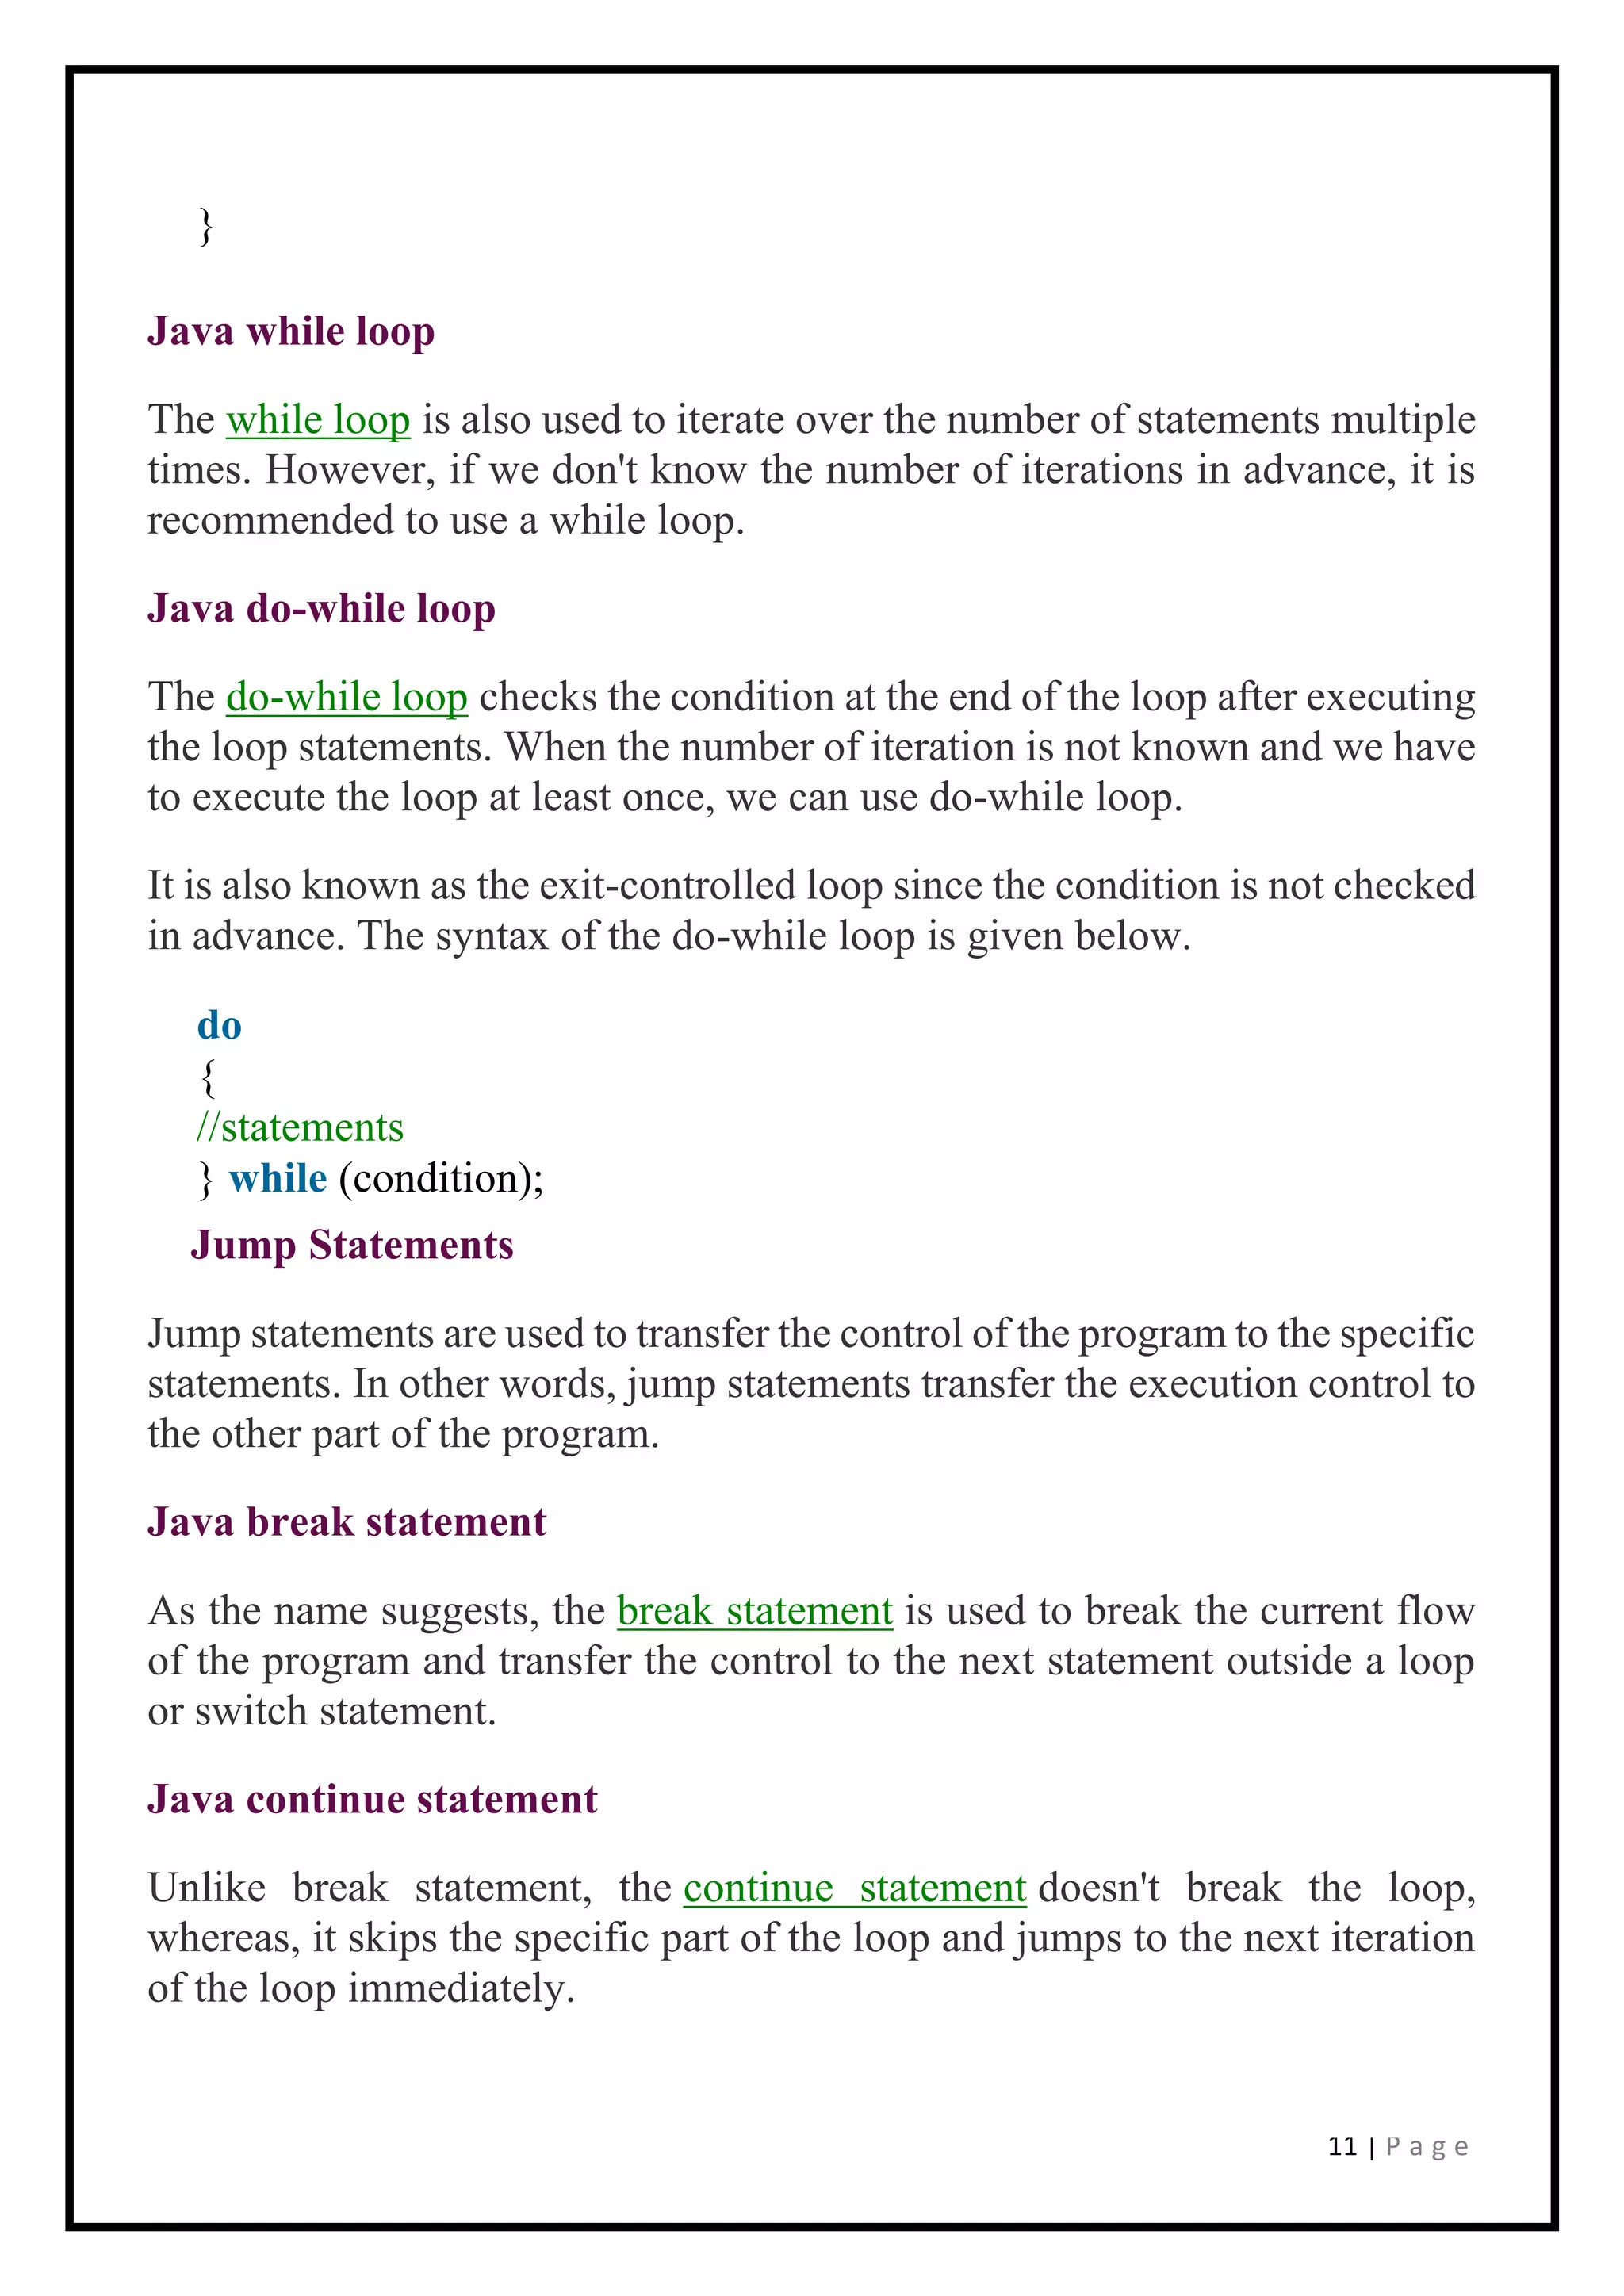 }
Java while loop
The while loop is also used to iterate over the number of statements multiple
times. However, if we don't know the number of iterations in advance, it is
recommended to use a while loop.
Java do-while loop
The do-while loop checks the condition at the end of the loop after executing
the loop statements. When the number of iteration is not known and we have
to execute the loop at least once, we can use do-while loop.
It is also known as the exit-controlled loop since the condition is not checked
in advance. The syntax of the do-while loop is given below.
do
{
//statements
} while (condition);
Jump Statements
Jump statements are used to transfer the control of the program to the specific
statements. In other words, jump statements transfer the execution control to
the other part of the program.
Java break statement
As the name suggests, the break statement is used to break the current flow
of the program and transfer the control to the next statement outside a loop
or switch statement.
Java continue statement
Unlike break statement, the continue statement doesn't break the loop,
whereas, it skips the specific part of the loop and jumps to the next iteration
of the loop immediately.
11 | P a g e